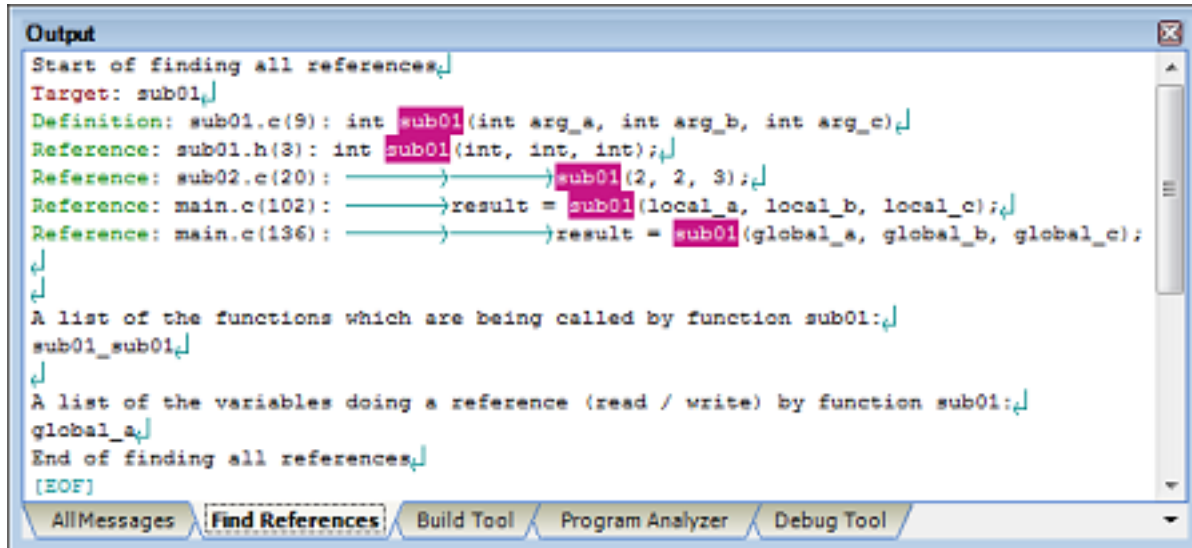 Output
Start of finding all references
Target: sub01
Definition: sub01.c(9): int sub01(int arg_a, int arg_b, int arg_c)
Reference: sub01.h(3): int sub01(int, int, int);
Reference: sub02.c(20): sub01(2, 2, 3);
Reference: main.c(102): result = sub01(local_a, local_b, local_c);
Reference: main.c(136): result = sub01(global_a, global_b, global_c);
A list of the functions which are being called by function sub01:
sub01_sub01
A list of the variables doing a reference (read / write) by function sub01:
global_a
End of finding all references
[EOF]
All Messages Find References Build Tool Program Analyzer Debug Tool